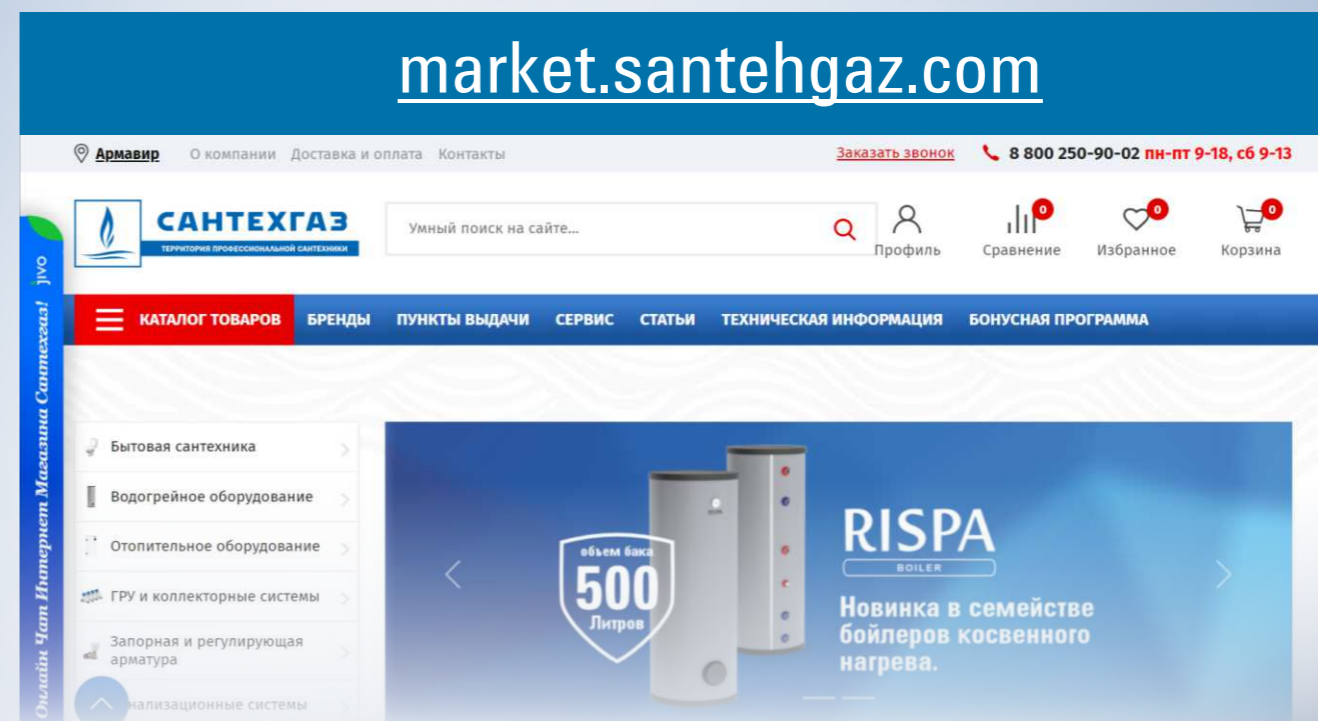 market.santehgaz.com
Армавир О компании Доставка и оплата Контакты Заказать звонок 8 800 250-90-02 пн-пт 9-18, сб 9-13
САНТЕХГАЗ
ТЕРРИТОРИЯ ПРОФЕССИОНАЛЬНОЙ САНТЕХНИКИ
Умный поиск на сайте...
Профиль
0
Сравнение
0
Избранное
0
Корзина
КАТАЛОГ ТОВАРОВ БРЕНДЫ ПУНКТЫ ВЫДАЧИ СЕРВИС СТАТЬИ ТЕХНИЧЕСКАЯ ИНФОРМАЦИЯ БОНУСНАЯ ПРОГРАММА
Онлайн Чат Интернет Магазина Сантехгаз! jivo
Бытовая сантехника
Водогрейное оборудование
Отопительное оборудование
ГРУ и коллекторные системы
Запорная и регулирующая
арматура
нализационные системы
объем бака
500
Литров
RISPA
BOILER
Новинка в семействе
бойлеров косвенного
нагрева.